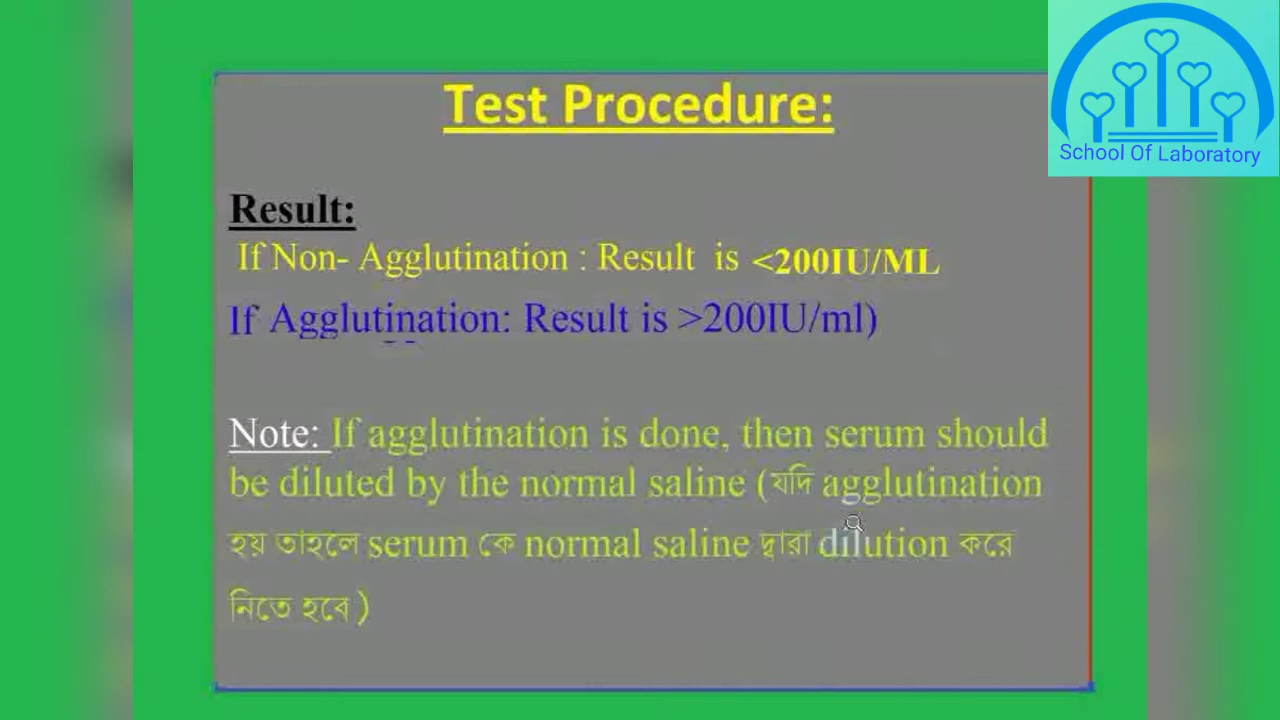 School Of Laboratory
Test Procedure:
Result:
If Non- Agglutination : Result is <200IU/ML
If Agglutination: Result is >200IU/ml)
Note: If agglutination is done, then serum should
be diluted by the normal saline (যদি agglutination
হয় তাহলে serum কে normal saline দ্বারা dilution করে
নিতে হবে )